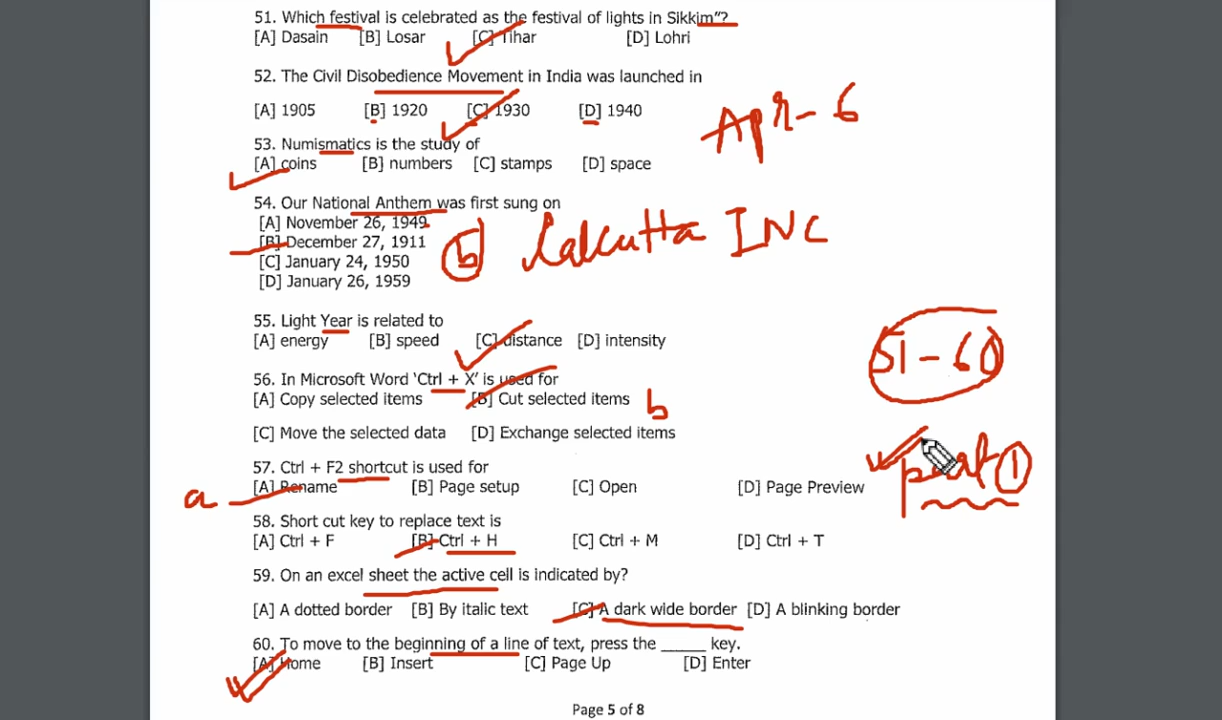 51. Which festival is celebrated as the festival of lights in Sikkim"?
[A] Dasain [B] Losar [C] Tihar [D] Lohri
52. The Civil Disobedience Movement in India was launched in
[A] 1905 [B] 1920 [C] 1930 [D] 1940
Apr- 6
53. Numismatics is the study of
[A] coins [B] numbers [C] stamps [D] space
54. Our National Anthem was first sung on
[A] November 26, 1949
[B] December 27, 1911
b Calcutta INC
[C] January 24, 1950
[D] January 26, 1959
55. Light Year is related to
[A] energy [B] speed [C] distance [D] intensity
51-60
56. In Microsoft Word ‘Ctrl + X’ is used for
[A] Copy selected items [B] Cut selected items b
[C] Move the selected data [D] Exchange selected items
part 1
57. Ctrl + F2 shortcut is used for
a [A] Rename [B] Page setup [C] Open [D] Page Preview
58. Short cut key to replace text is
[A] Ctrl + F [B] Ctrl + H [C] Ctrl + M [D] Ctrl + T
59. On an excel sheet the active cell is indicated by?
[A] A dotted border [B] By italic text [C] A dark wide border [D] A blinking border
60. To move to the beginning of a line of text, press the _____ key.
[A] Home [B] Insert [C] Page Up [D] Enter
Page 5 of 8